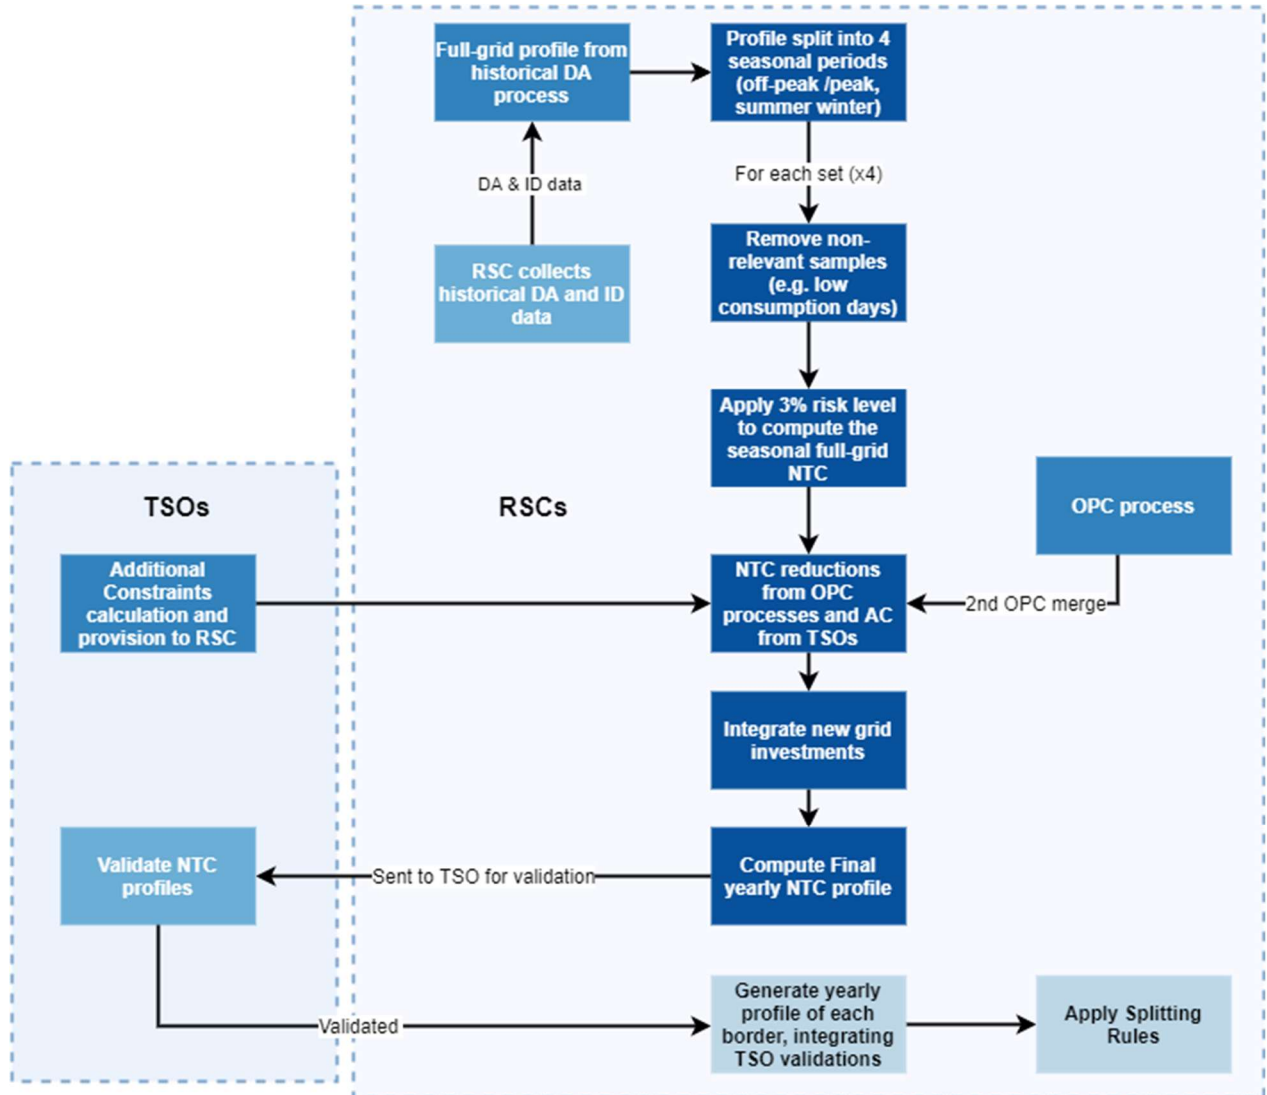 Full-grid profile from
historical DA
process
Profile split into 4
seasonal periods
(off-peak /peak,
summer winter)
DA & ID data
For each set (x4)
RSC collects
historical DA and ID
data
Remove non-
relevant samples
(e.g. low
consumption days)
Apply 3% risk level
to compute the
seasonal full-grid
NTC
TSOs
RSCs
OPC process
Additional
Constraints
calculation and
provision to RSC
NTC reductions
from OPC
processes and AC
from TSOs
2nd OPC merge
Integrate new grid
investments
Validate NTC
profiles
Sent to TSO for validation
Compute Final
yearly NTC profile
Validated
Generate yearly
profile of each
border, integrating
TSO validations
Apply Splitting
Rules